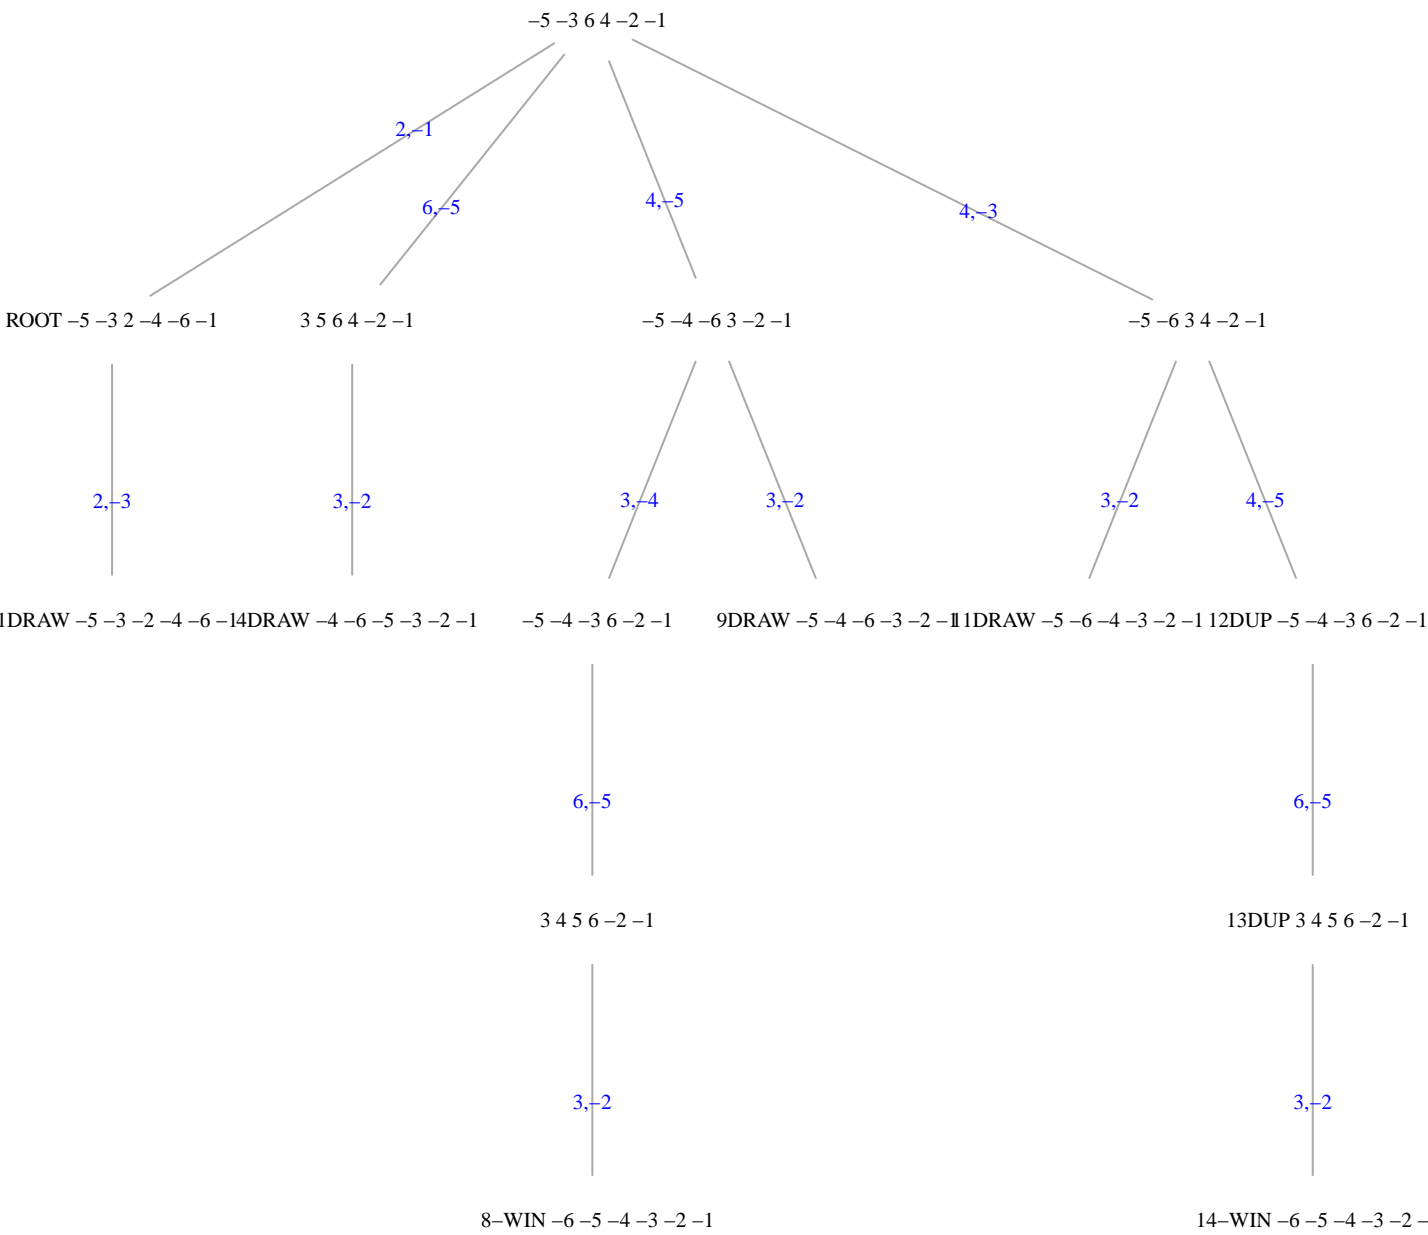 −5 −3 6 4 −2 −1
2,−1
6,−5
4,−5
4,−3
ROOT −5 −3 2 −4 −6 −1
3 5 6 4 −2 −1
−5 −4 −6 3 −2 −1
−5 −6 3 4 −2 −1
2,−3
3,−2
3,−4
3,−2
3,−2
4,−5
1DRAW −5 −3 −2 −4 −6 −1
4DRAW −4 −6 −5 −3 −2 −1
−5 −4 −3 6 −2 −1
9DRAW −5 −4 −6 −3 −2 −1
11DRAW −5 −6 −4 −3 −2 −1
12DUP −5 −4 −3 6 −2 −1
6,−5
6,−5
3 4 5 6 −2 −1
13DUP 3 4 5 6 −2 −1
3,−2
3,−2
8−WIN −6 −5 −4 −3 −2 −1
14−WIN −6 −5 −4 −3 −2 −